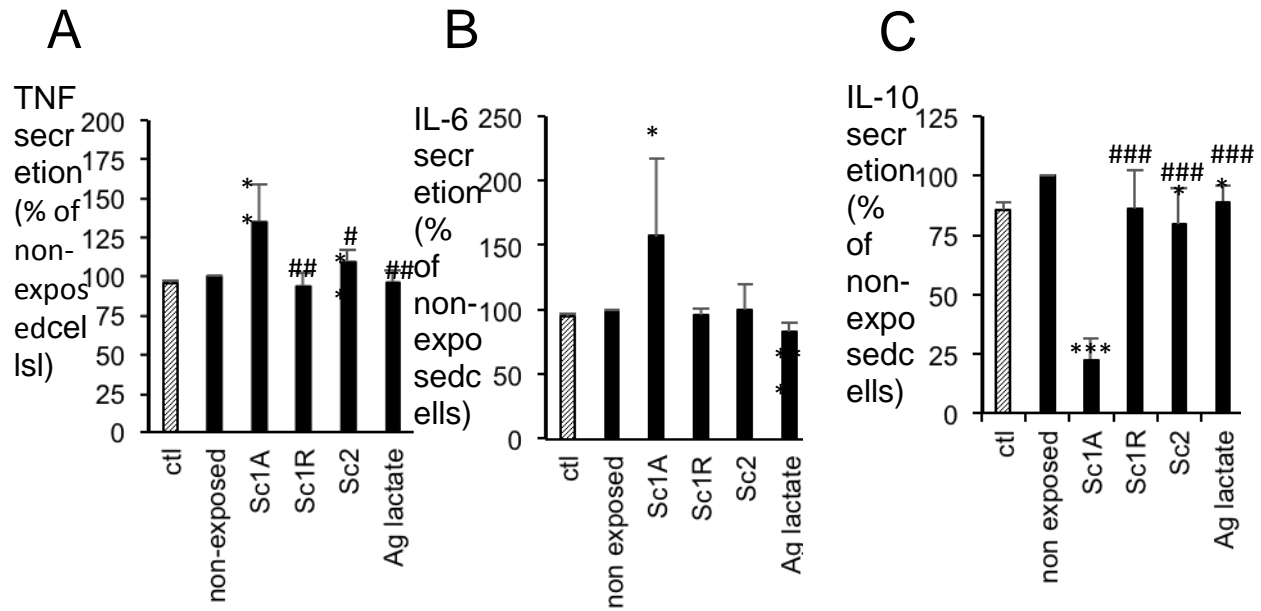 A
B
C
TNF
secr
etion
(% of
non-
expos
edcel
lsl)
200
175
150
125
100
75
50
25
0
*
*
##
#
*
*
##
ctl
non-exposed
Sc1A
Sc1R
Sc2
Ag lactate
IL-6
secr
etion
(%
of
non-
expo
sedc
ells)
250
200
150
100
50
0
*
* *
*
ctl
non exposed
Sc1A
Sc1R
Sc2
Ag lactate
IL-10
secr
etion
(%
of
non-
expo
sedc
ells)
125
100
75
50
25
0
***
###
###
*
###
*
ctl
non exposed
Sc1A
Sc1R
Sc2
Ag lactate